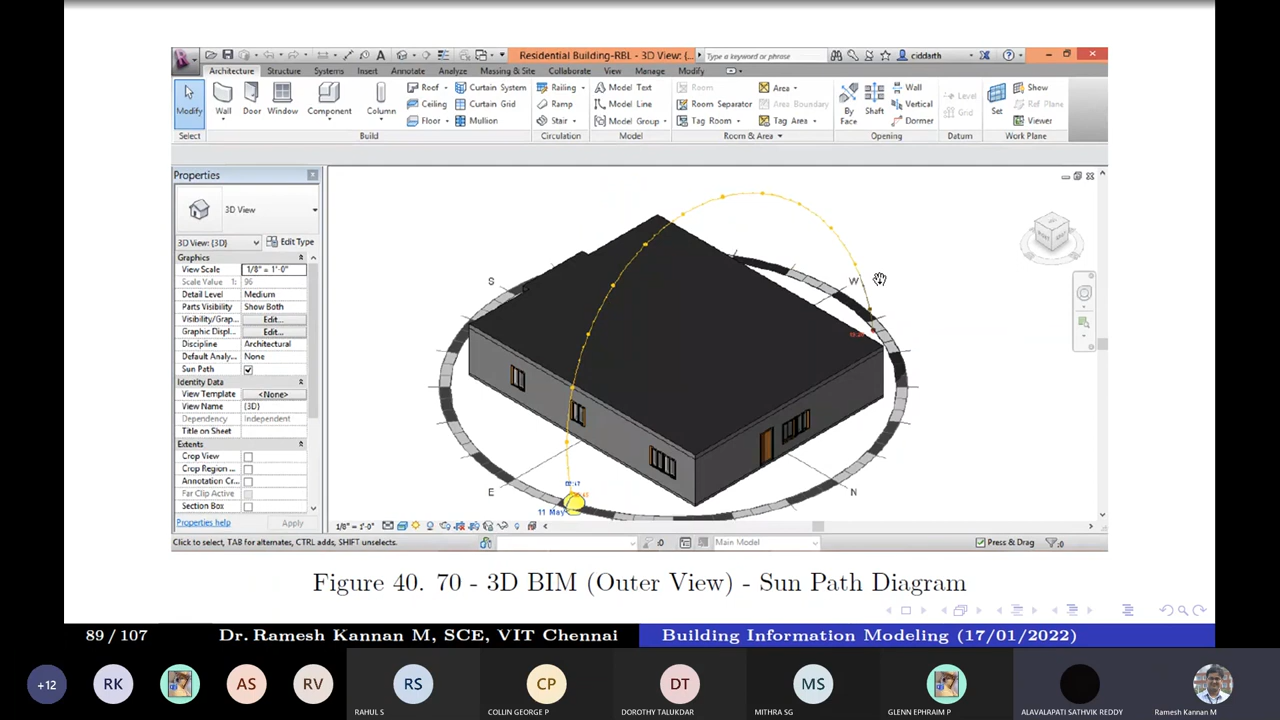 Residential Building-RBL - 3D View: {...
Type a keyword or phrase
ciddarth
Architecture Structure Systems Insert Annotate Analyze Massing & Site Collaborate View Manage Modify
Modify
Wall
Door
Window
Component
Column
Roof
Ceiling
Floor
Curtain System
Curtain Grid
Mullion
Railing
Ramp
Stair
Model Text
Model Line
Model Group
Room
Room Separator
Tag Room
Area
Area Boundary
Tag Area
By Face
Shaft
Wall
Vertical
Dormer
Level
Grid
Set
Show
Ref Plane
Viewer
Select Build Circulation Model Room & Area Opening Datum Work Plane
Properties
3D View
3D View: {3D} Edit Type
Graphics
View Scale 1/8" = 1'-0"
Scale Value 1: 96
Detail Level Medium
Parts Visibility Show Both
Visibility/Grap... Edit...
Graphic Displ... Edit...
Discipline Architectural
Default Analy... None
Sun Path
Identity Data
View Template <None>
View Name {3D}
Dependency Independent
Title on Sheet
Extents
Crop View
Crop Region ...
Annotation Cr...
Far Clip Active
Section Box
Properties help Apply
S
W
E
N
11 May
1/8" = 1'-0"
Click to select, TAB for alternates, CTRL adds, SHIFT unselects.
:0
Main Model
Press & Drag
:0
Figure 40. 70 - 3D BIM (Outer View) - Sun Path Diagram
89 / 107 Dr. Ramesh Kannan M, SCE, VIT Chennai Building Information Modeling (17/01/2022)
+12 RK AS RV RS CP DT MS
RAHUL S COLLIN GEORGE P DOROTHY TALUKDAR MITHRA SG GLENN EPHRAIM P ALAVALAPATI SATHVIK REDDY Ramesh Kannan M